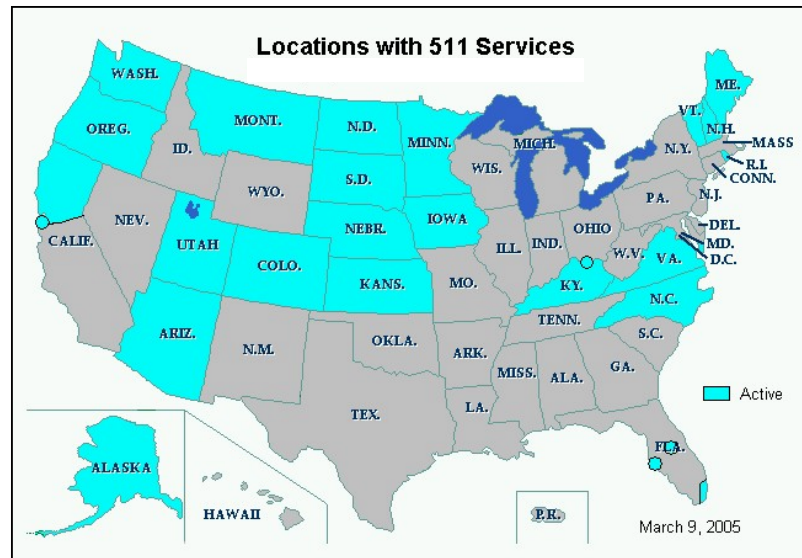 Locations with 511 Services
WASH.
MONT.
N.D.
MINN.
ME.
VT.
N.H.
OREG.
ID.
MICH.
MASS
N.Y.
WIS.
R.I.
CONN.
S.D.
WYO.
PA.
N.J.
IOWA
NEBR.
NEV.
OHIO
DEL.
CALIF.
UTAH
ILL.
IND.
MD.
W.V.
D.C.
VA.
COLO.
KANS.
MO.
KY.
N.C.
TENN.
ARIZ.
N.M.
OKLA.
ARK.
S.C.
MISS.
ALA.
GA.
Active
LA.
TEX.
FLA.
ALASKA
HAWAII
P.R.
March 9, 2005